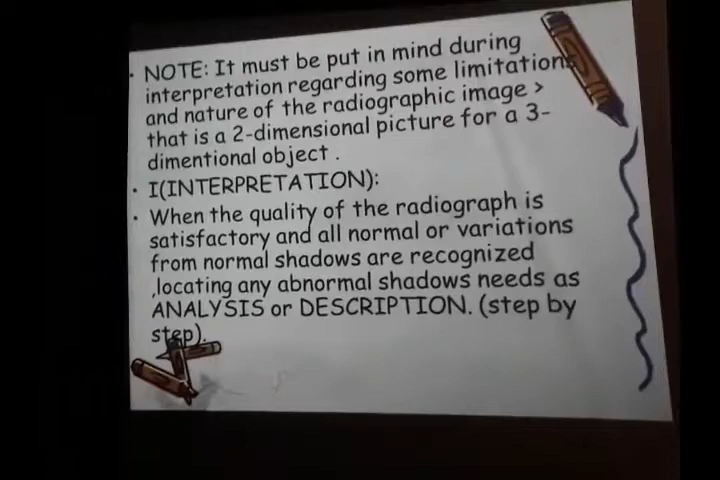 • NOTE: It must be put in mind during
interpretation regarding some limitation
and nature of the radiographic image >
that is a 2-dimensional picture for a 3-
dimentional object .
• I(INTERPRETATION):
• When the quality of the radiograph is
satisfactory and all normal or variations
from normal shadows are recognized
,locating any abnormal shadows needs as
ANALYSIS or DESCRIPTION. (step by
step).